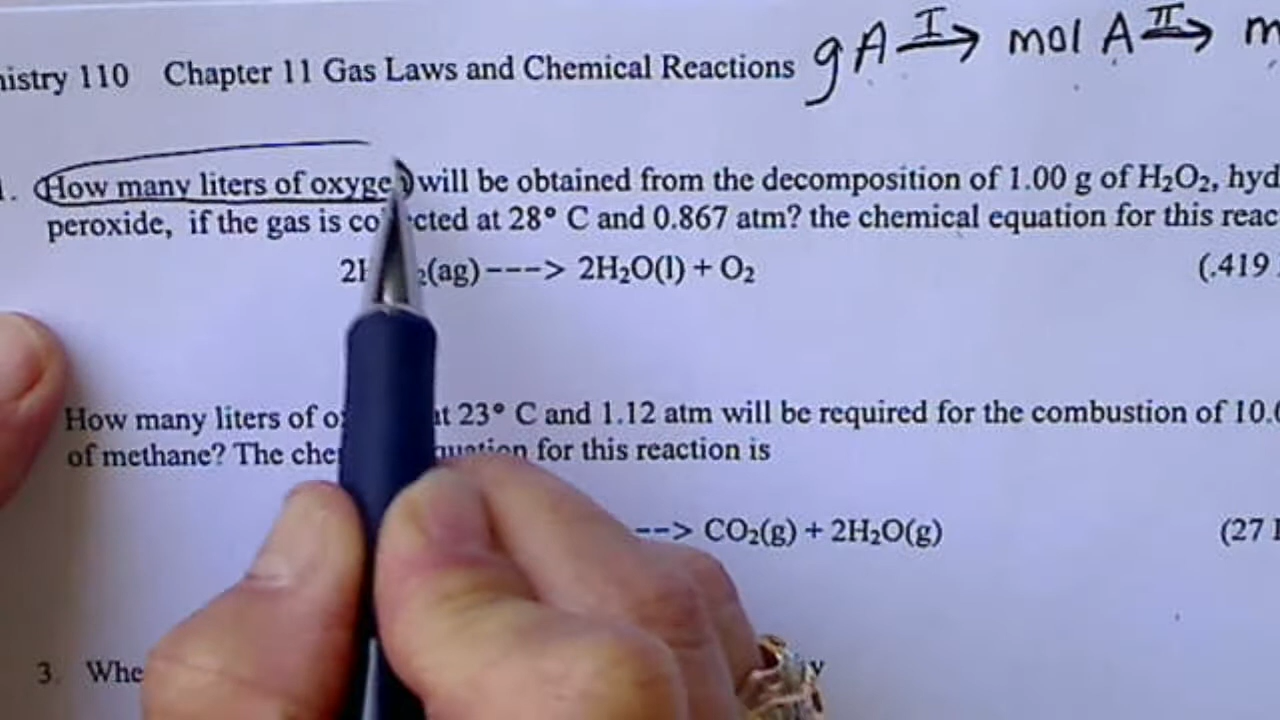 istry 110 Chapter 11 Gas Laws and Chemical Reactions gA I→ mol A II→ m
1. How many liters of oxyge will be obtained from the decomposition of 1.00 g of H₂O₂, hyd
peroxide, if the gas is co cted at 28° C and 0.867 atm? the chemical equation for this reac
2H ₂(ag)---> 2H₂O(l) + O₂ (.419
How many liters of o at 23° C and 1.12 atm will be required for the combustion of 10.
of methane? The che quation for this reaction is
--> CO₂(g) + 2H₂O(g) (27
3. Whe